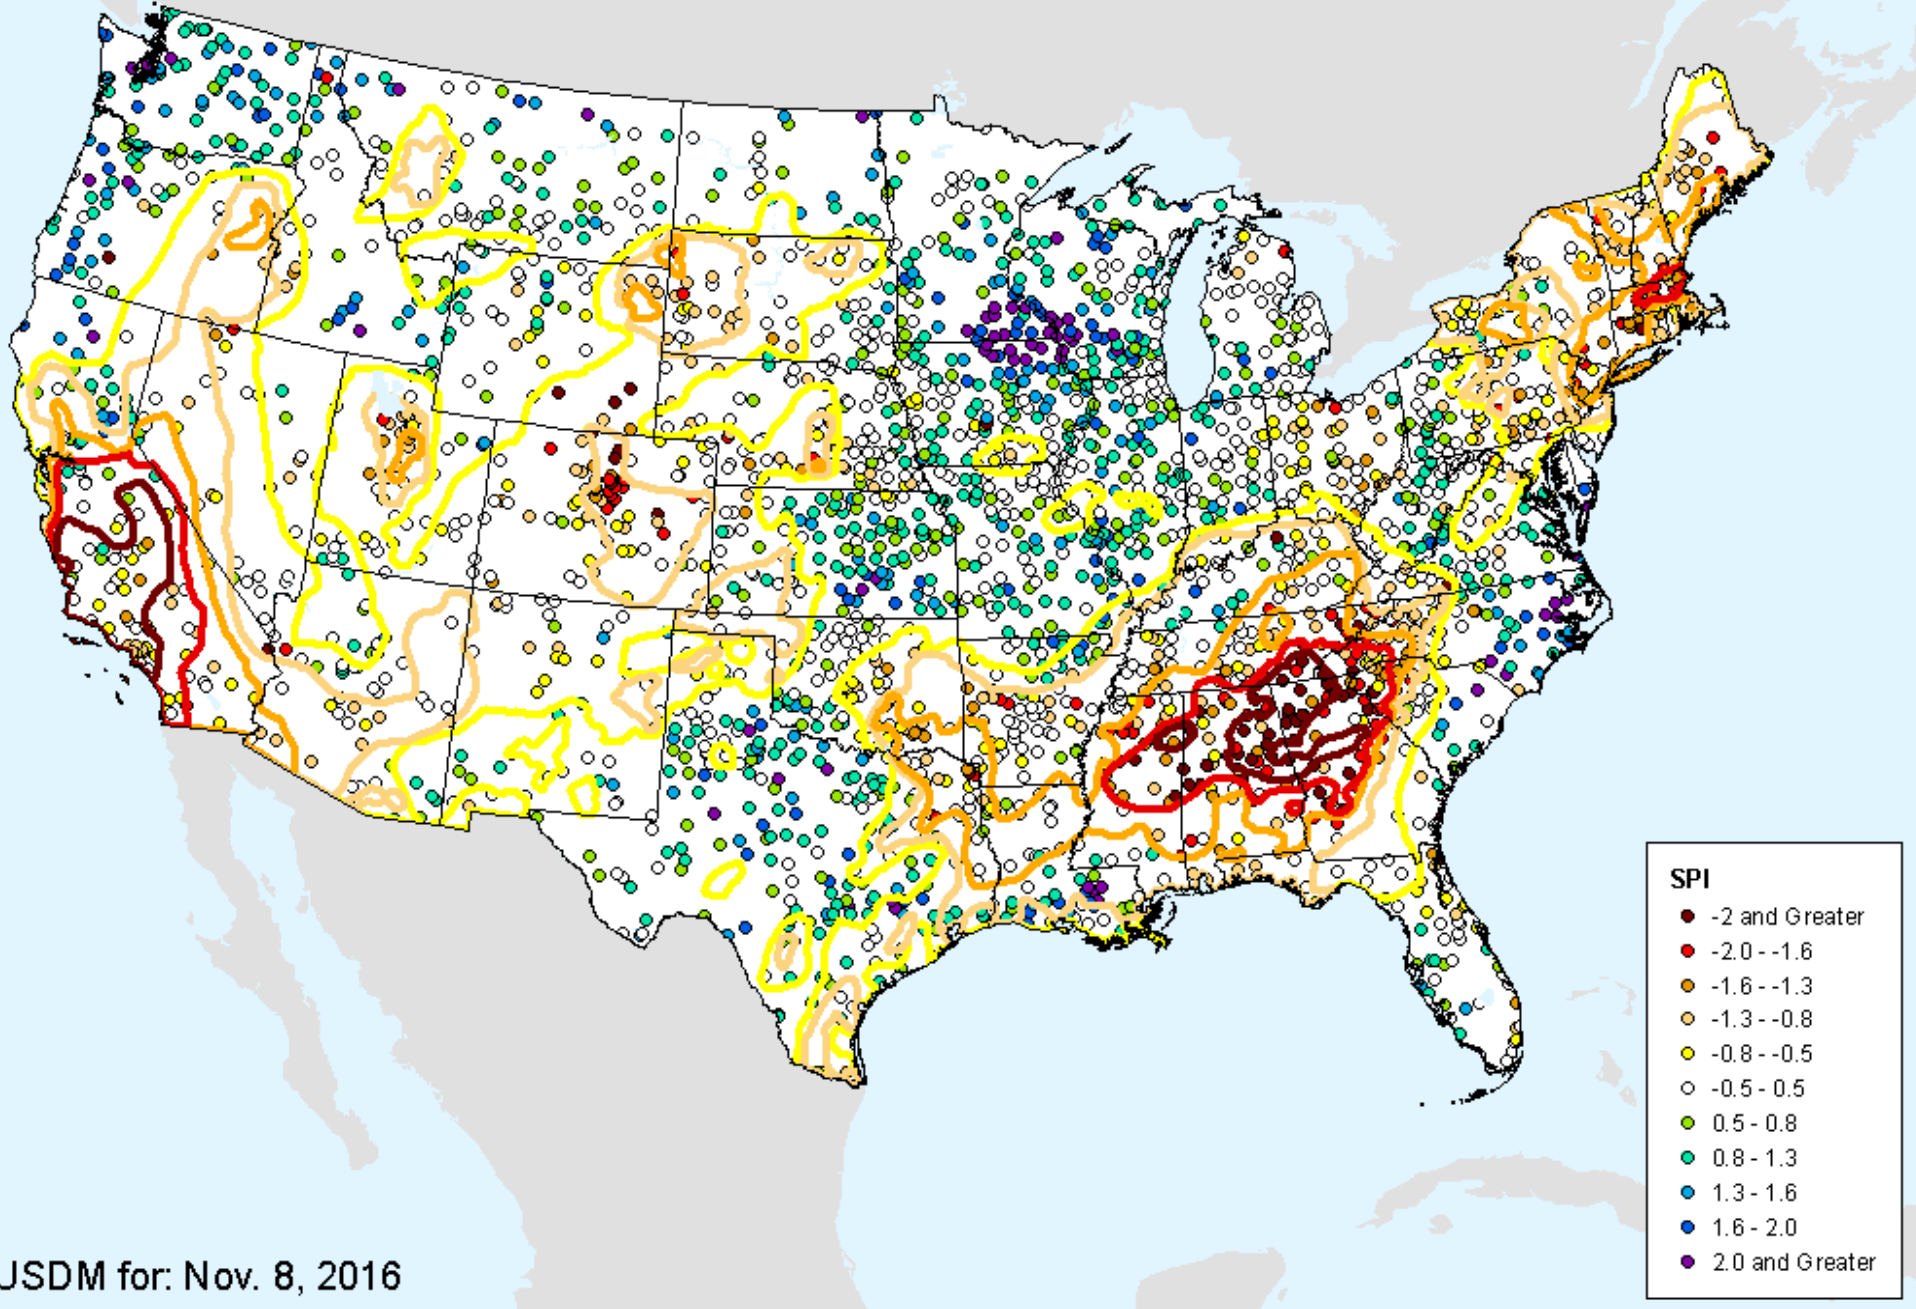 SPI
-2 and Greater
-2.0 - -1.6
-1.6 - -1.3
-1.3 - -0.8
-0.8 - -0.5
-0.5 - 0.5
0.5 - 0.8
0.8 - 1.3
1.3 - 1.6
1.6 - 2.0
2.0 and Greater
USDM for: Nov. 8, 2016